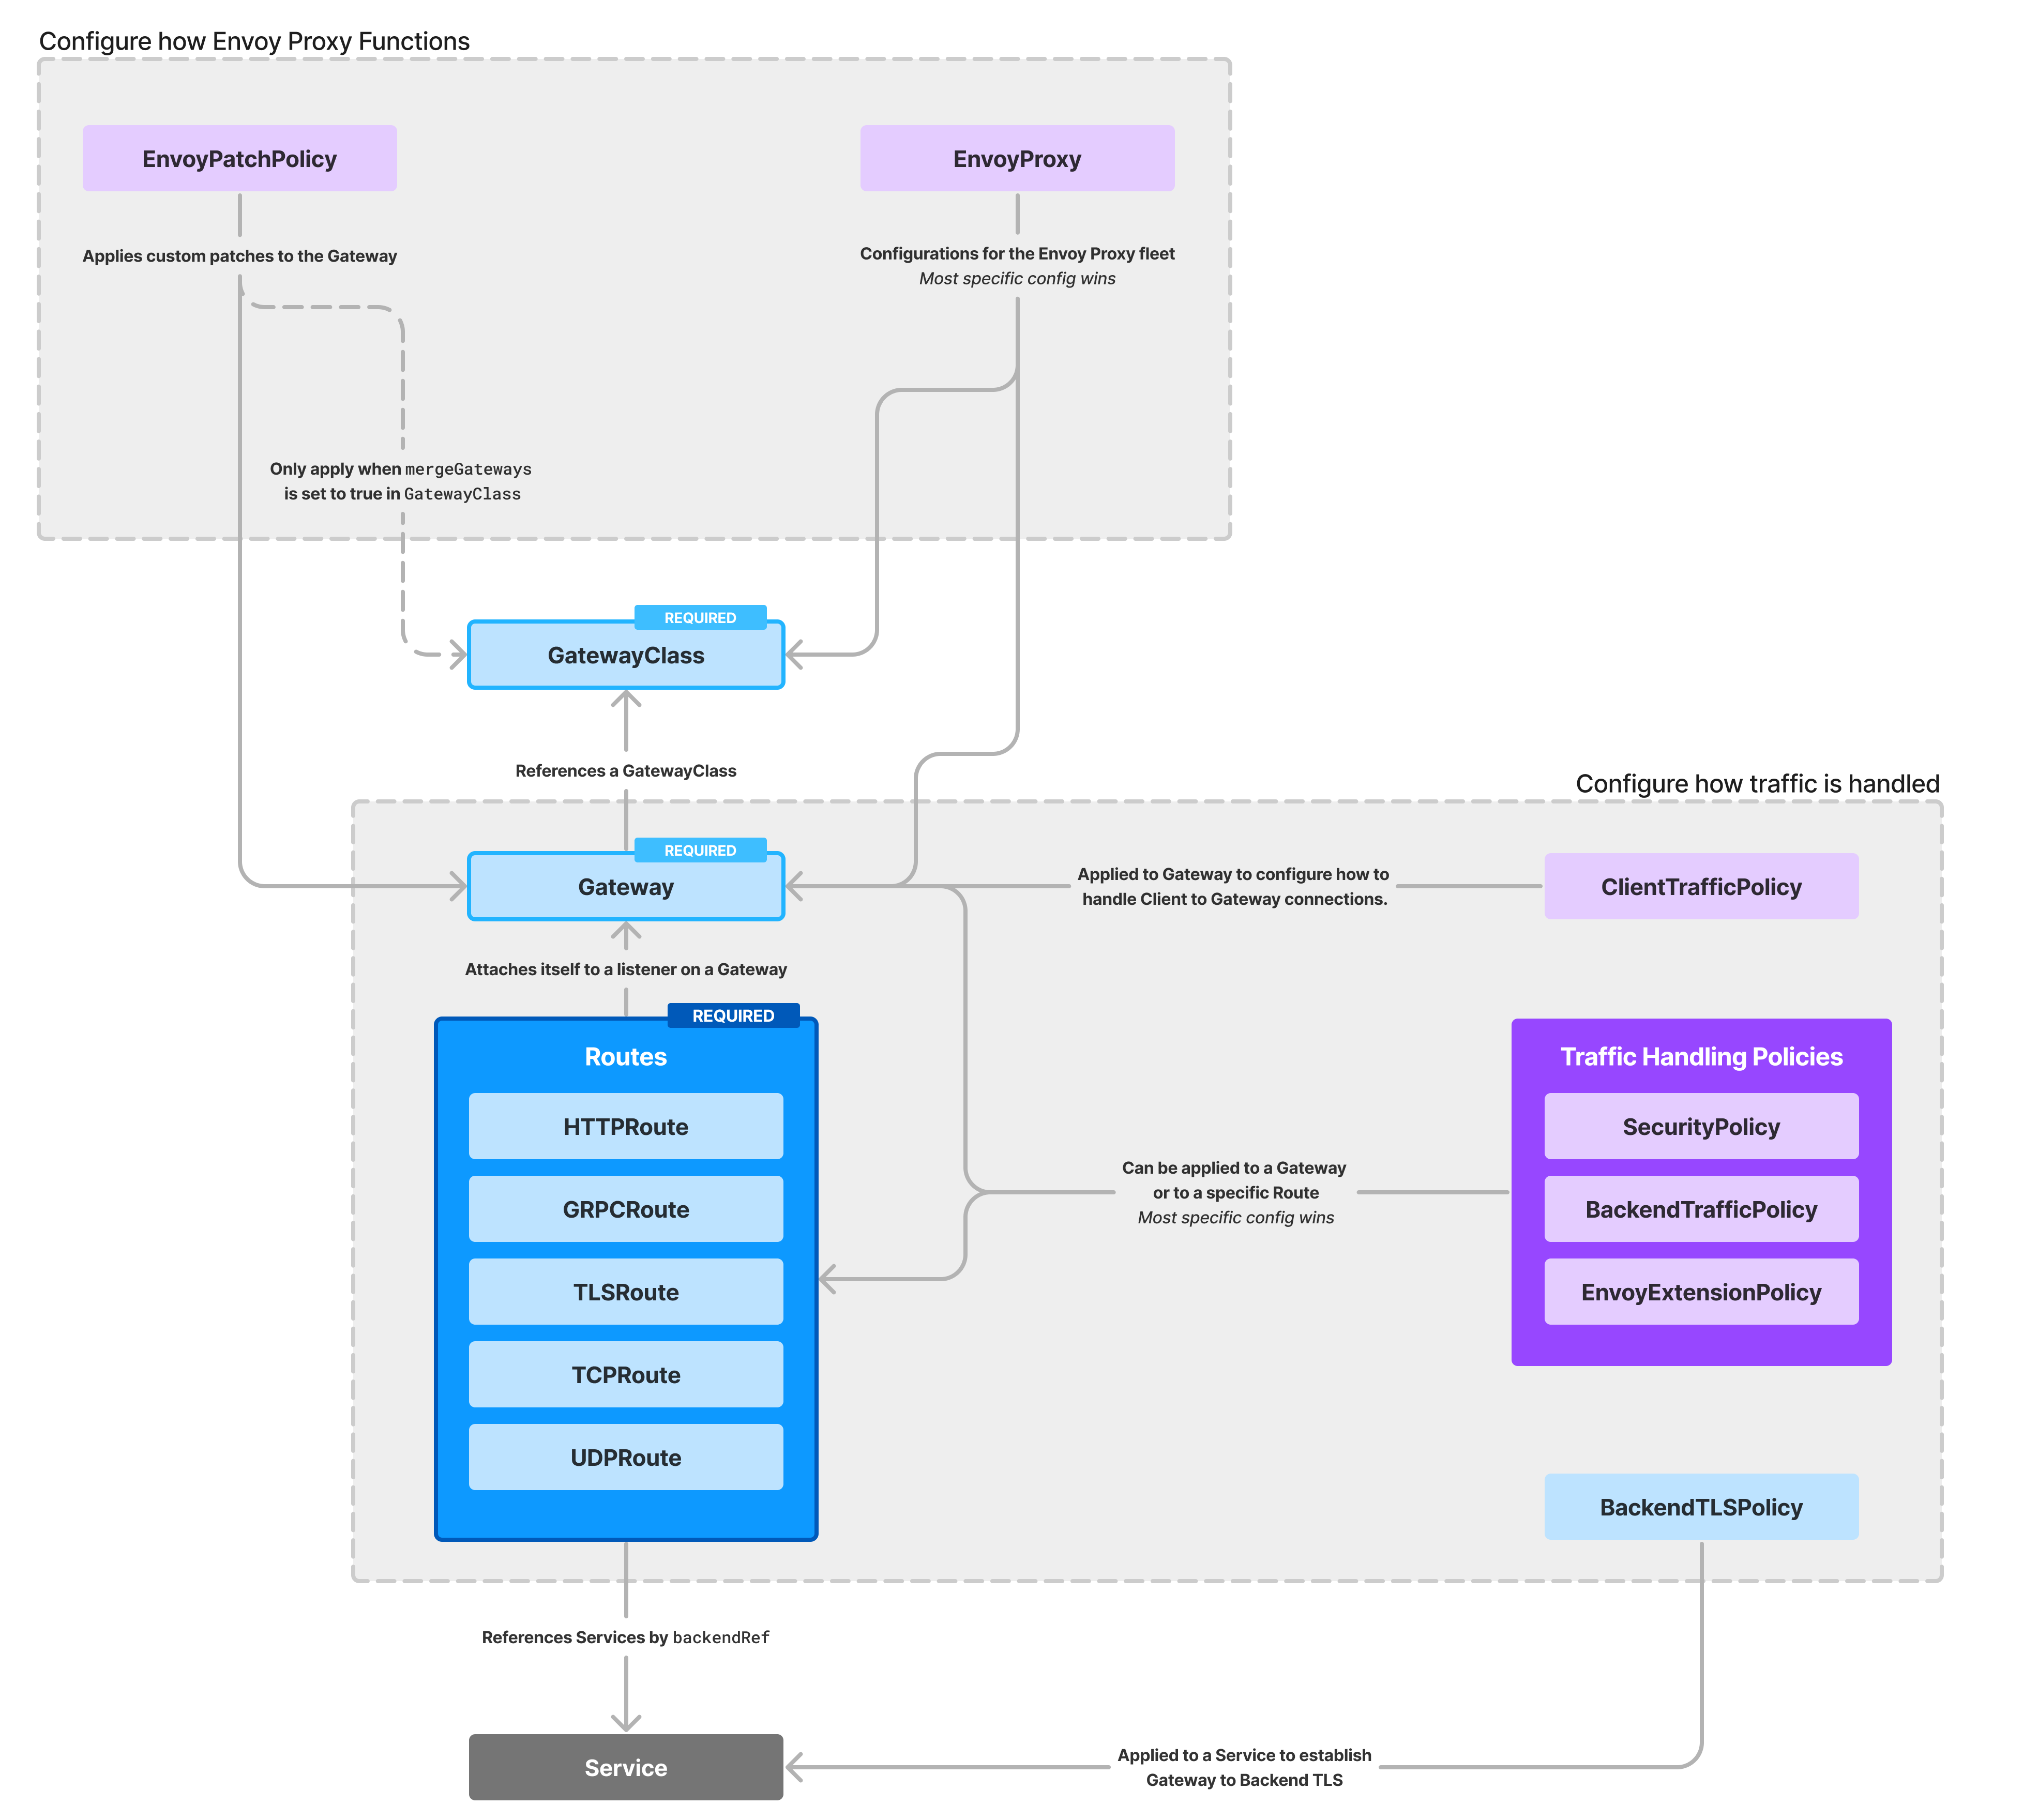 Configure how Envoy Proxy Functions
EnvoyPatchPolicy
EnvoyProxy
Applies custom patches to the Gateway
Configurations for the Envoy Proxy fleet
Most specific config wins
Only apply when mergeGateways
is set to true in GatewayClass
REQUIRED
GatewayClass
References a GatewayClass
Configure how traffic is handled
REQUIRED
Gateway
Applied to Gateway to configure how to
handle Client to Gateway connections.
ClientTrafficPolicy
Attaches itself to a listener on a Gateway
REQUIRED
Routes
HTTPRoute
GRPCRoute
TLSRoute
TCPRoute
UDPRoute
Can be applied to a Gateway
or to a specific Route
Most specific config wins
Traffic Handling Policies
SecurityPolicy
BackendTrafficPolicy
EnvoyExtensionPolicy
BackendTLSPolicy
References Services by backendRef
Service
Applied to a Service to establish
Gateway to Backend TLS